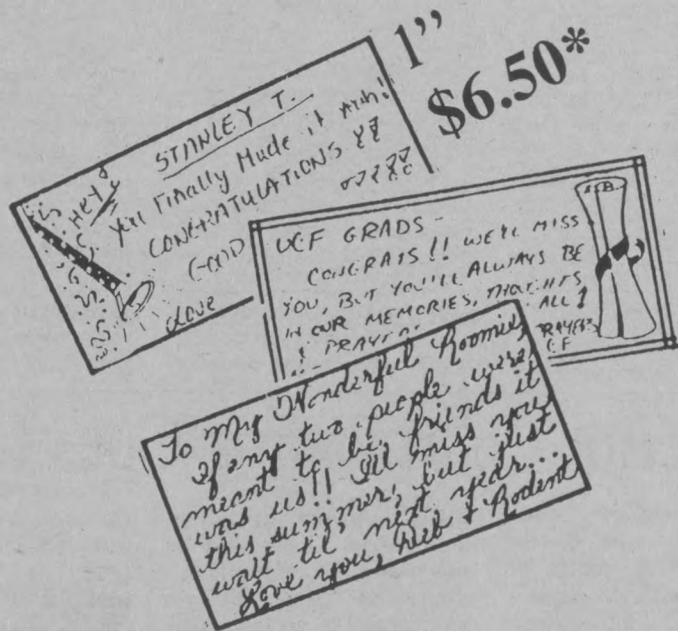 1”
$6.50*
STANLEY T.
HEY!
You Finally Made it
CONGRATULATIONS
GOOD
Love
UCF GRADS -
CONGRATS!! WE'LL MISS
YOU, BUT YOU'LL ALWAYS BE
IN OUR MEMORIES, THOUGHTS,
& PRAYERS ALL
PRAYERS
To My Wonderful Roomie,
If any two people were
meant to be friends it
was us!! I'll miss you
this summer, but just
wait til' next year...
Love you, Deb & Rodent